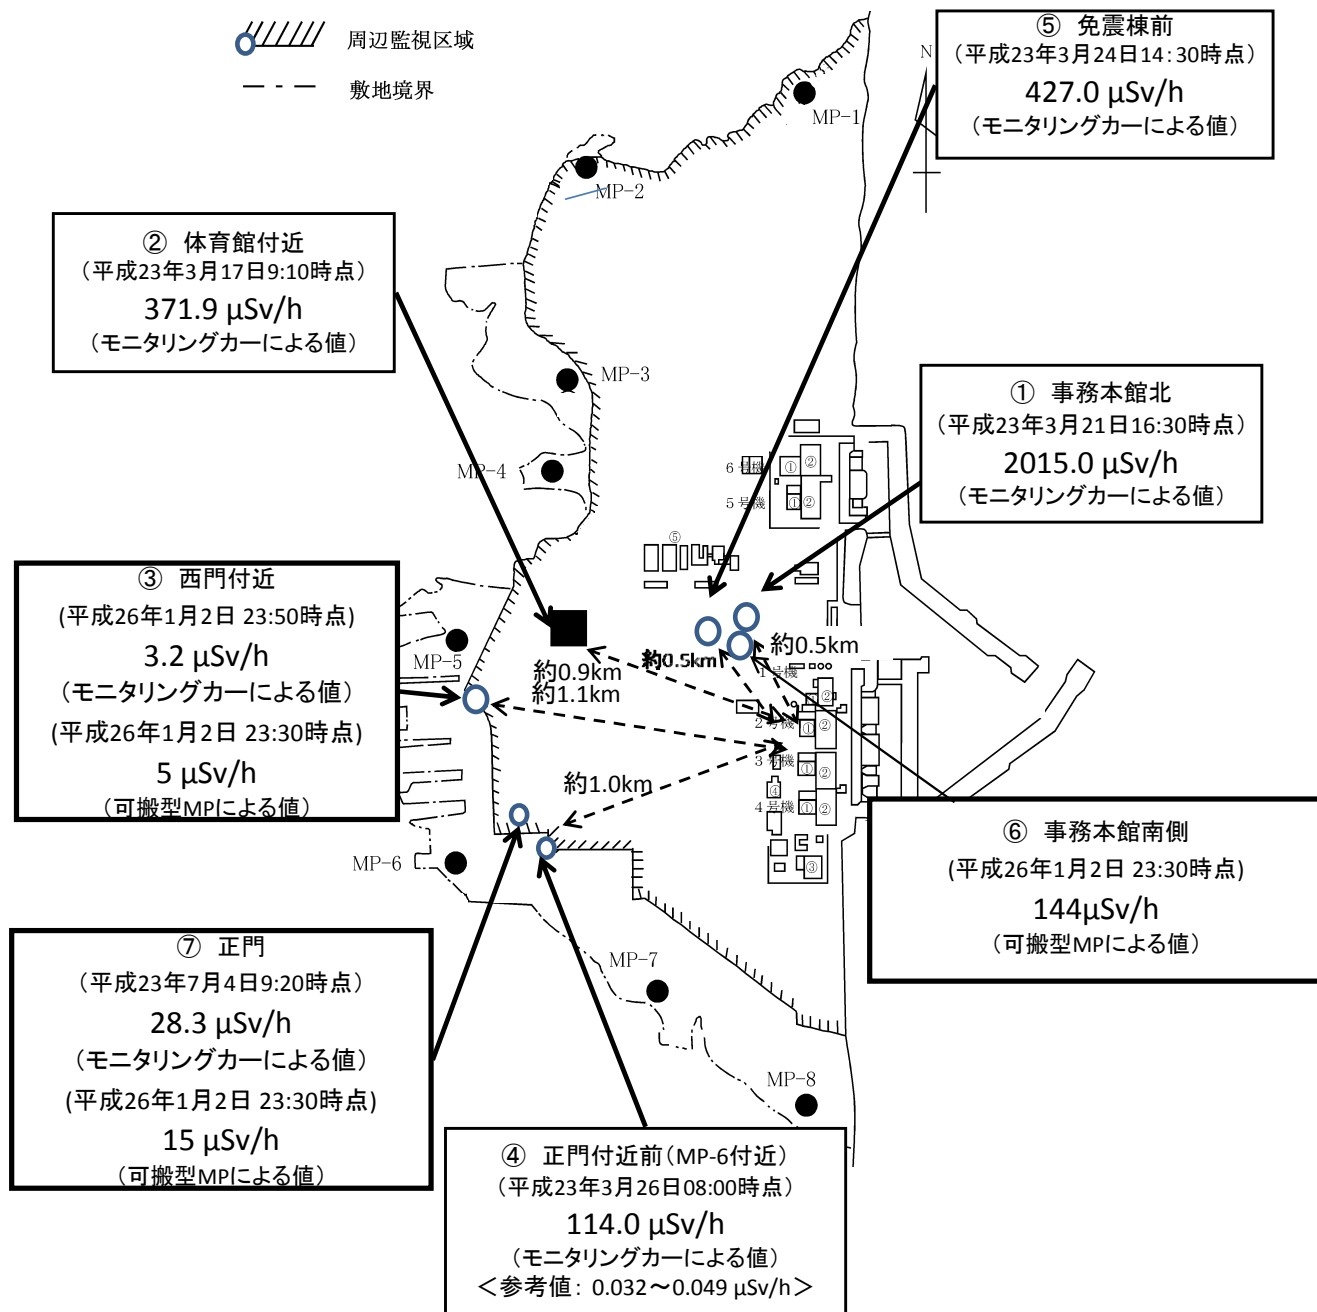 周辺監視区域
敷地境界
⑤ 免震棟前
（平成23年3月24日14:30時点）
427.0 μSv/h
（モニタリングカーによる値）
N
MP-1
MP-2
② 体育館付近
（平成23年3月17日9:10時点）
371.9 μSv/h
（モニタリングカーによる値）
MP-3
① 事務本館北
（平成23年3月21日16:30時点）
2015.0 μSv/h
（モニタリングカーによる値）
MP-4
6号機
① ②
5号機
① ②
⑤
③ 西門付近
(平成26年1月2日 23:50時点)
3.2 μSv/h
（モニタリングカーによる値）
(平成26年1月2日 23:30時点)
5 μSv/h
（可搬型MPによる値）
MP-5
約0.9km
約1.1km
約0.5km
約0.5km
1号機
②
2号機
① ②
3号機
① ②
約1.0km
④
4号機
① ②
③
MP-6
⑥ 事務本館南側
(平成26年1月2日 23:30時点)
144μSv/h
（可搬型MPによる値）
⑦ 正門
（平成23年7月4日9:20時点）
28.3 μSv/h
（モニタリングカーによる値）
(平成26年1月2日 23:30時点)
15 μSv/h
（可搬型MPによる値）
MP-7
MP-8
④ 正門付近前（MP-6付近）
（平成23年3月26日08:00時点）
114.0 μSv/h
（モニタリングカーによる値）
＜参考値: 0.032～0.049 μSv/h＞